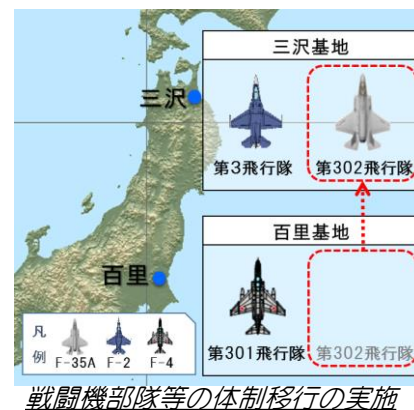 三沢基地
三沢
第3飛行隊
第302飛行隊
百里基地
百里
第301飛行隊
第302飛行隊
凡例
F-35A F-2 F-4
戦闘機部隊等の体制移行の実施